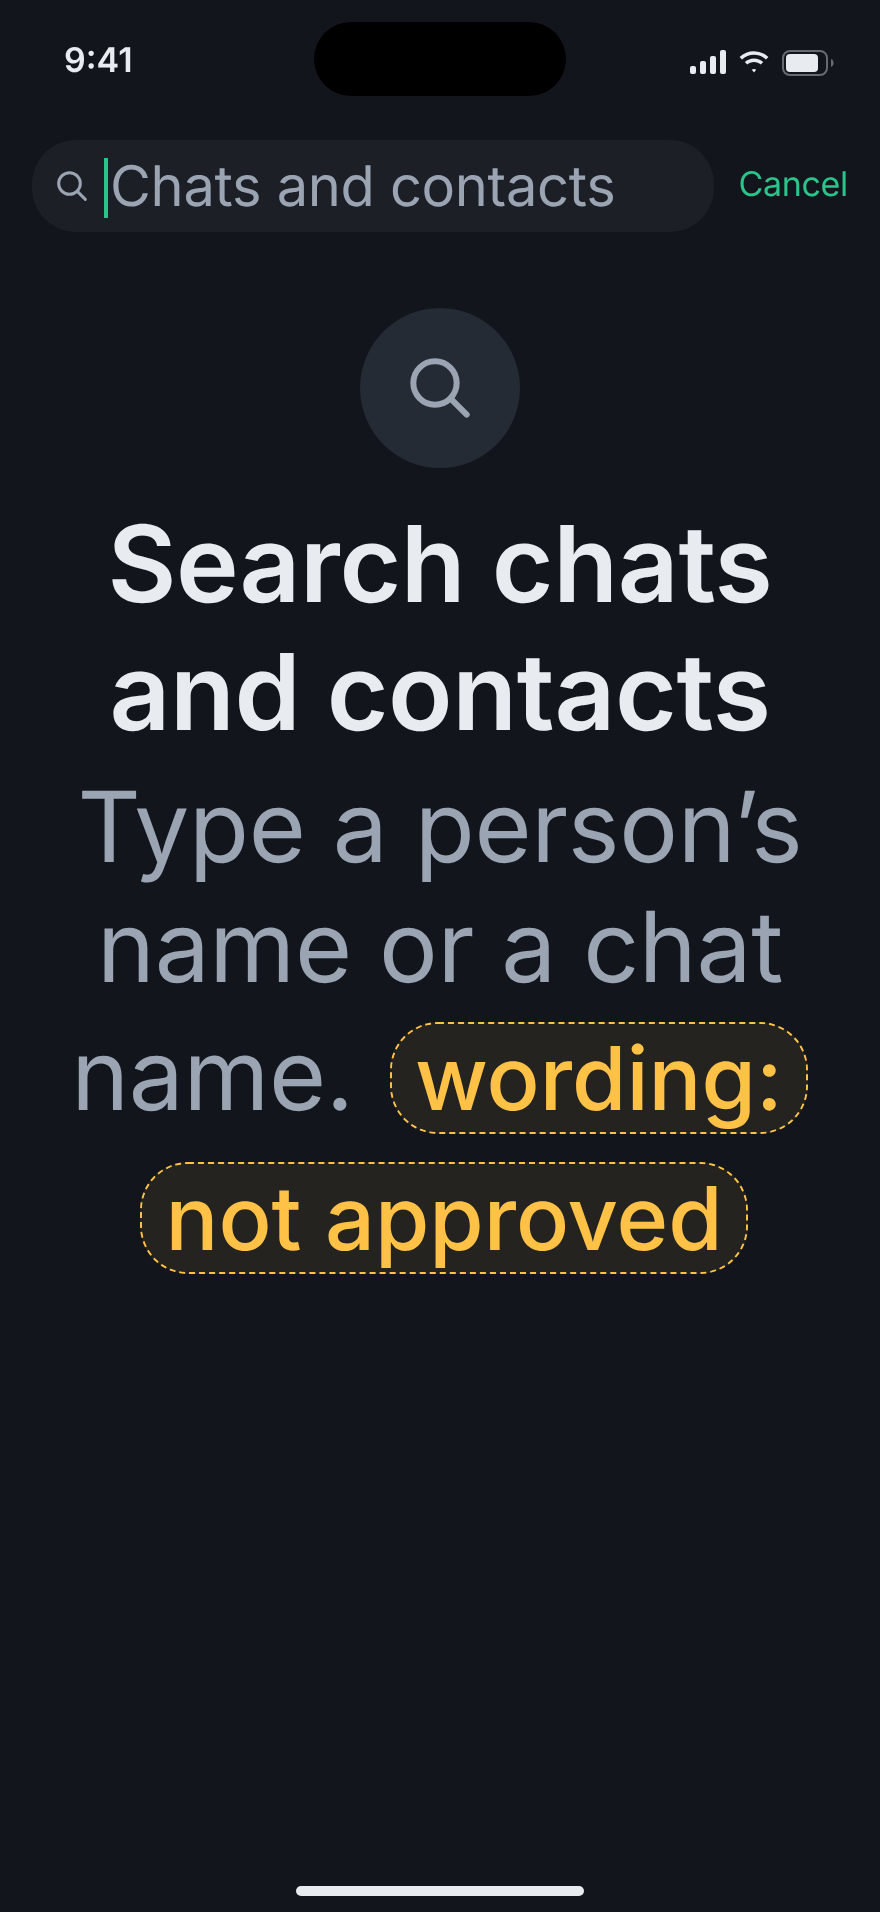 9:41
Chats and contacts
Cancel
Search chats
and contacts
Type a person’s
name or a chat
name. wording:
not approved